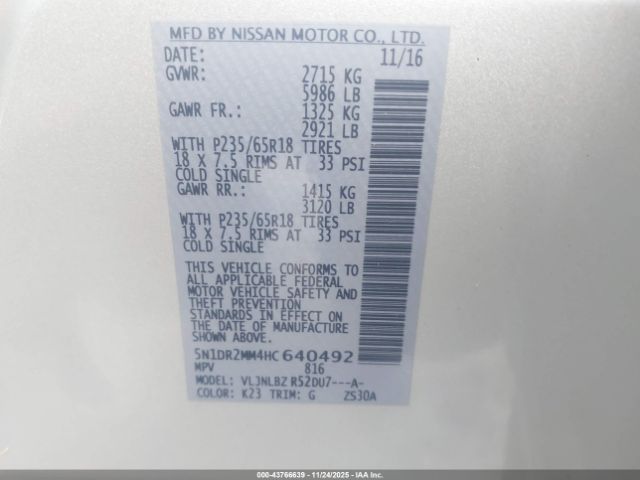 MFD BY NISSAN MOTOR CO., LTD.
DATE: 11/16
GVWR: 2715 KG
5986 LB
GAWR FR.: 1325 KG
2921 LB
WITH P235/65R18 TIRES
18 X 7.5 RIMS AT 33 PSI
COLD SINGLE
GAWR RR.: 1415 KG
3120 LB
WITH P235/65R18 TIRES
18 X 7.5 RIMS AT 33 PSI
COLD SINGLE
THIS VEHICLE CONFORMS TO
ALL APPLICABLE FEDERAL
MOTOR VEHICLE SAFETY AND
THEFT PREVENTION
STANDARDS IN EFFECT ON
THE DATE OF MANUFACTURE
SHOWN ABOVE.
5N1DR2MM4HC640492
MPV 816
MODEL: VLJNLBZ R52DU7---A-
COLOR: K23 TRIM: G ZS30A
000-43766639 - 11/24/2025 - IAAI.COM